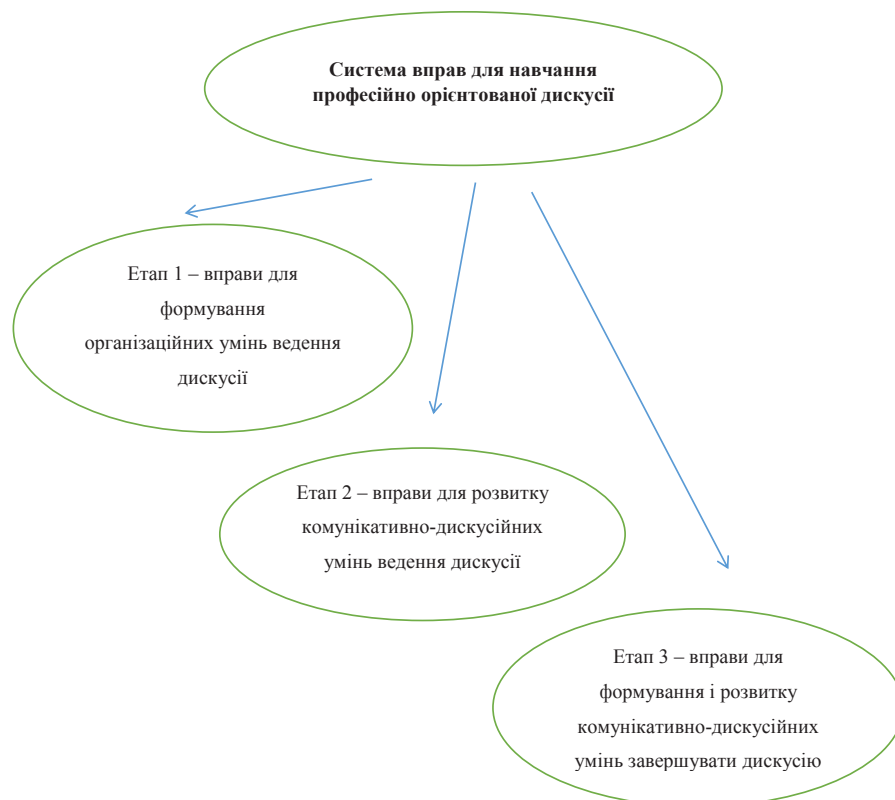 Система вправ для навчання
професійно орієнтованої дискусії
Етап 1 – вправи для
формування
організаційних умінь ведення
дискусії
Етап 2 – вправи для розвитку
комунікативно-дискусійних
умінь ведення дискусії
Етап 3 – вправи для
формування і розвитку
комунікативно-дискусійних
умінь завершувати дискусію